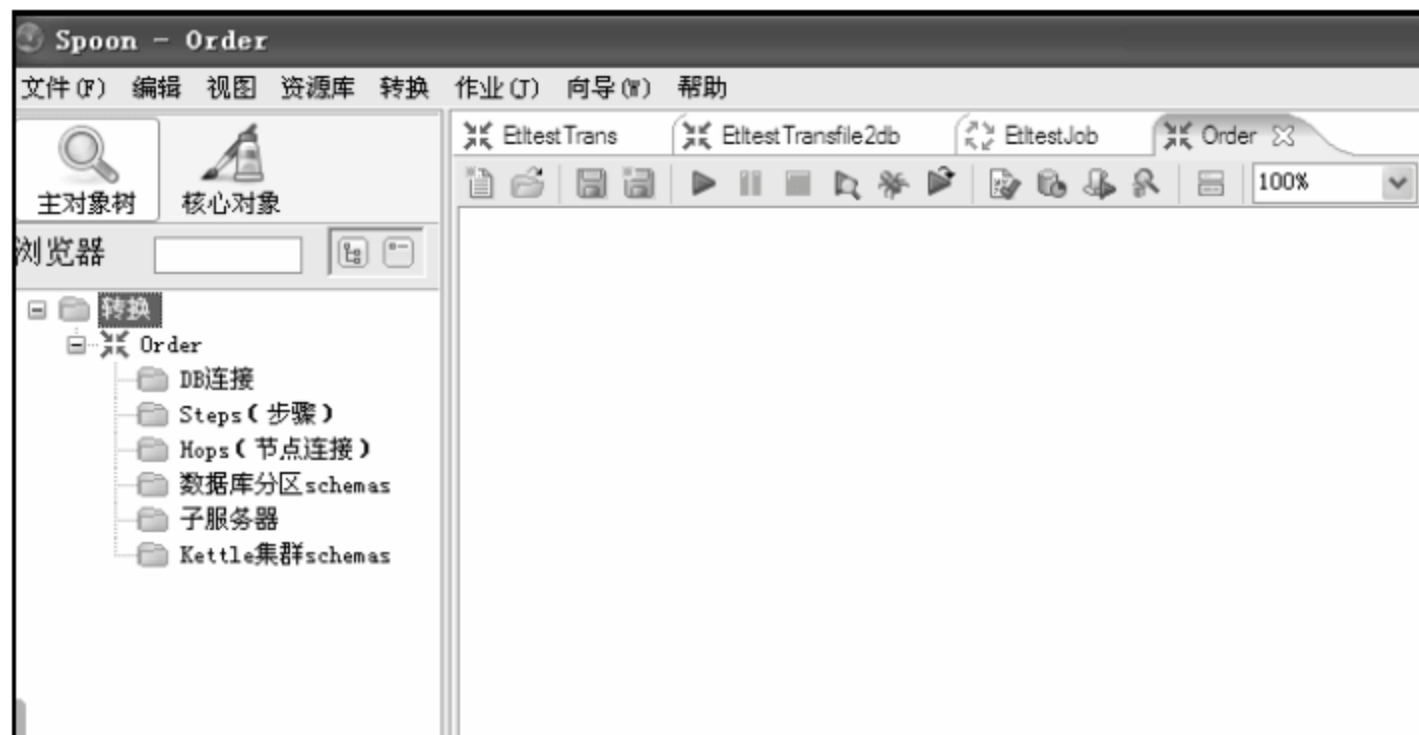 Spoon - Order
文件(F) 编辑 视图 资源库 转换 作业(J) 向导(W) 帮助
EtltestTrans EtltestTransfile2db EtltestJob Order
主对象树 核心对象
100%
浏览器
转换
Order
DB连接
Steps(步骤)
Hops(节点连接)
数据库分区schemas
子服务器
Kettle集群schemas